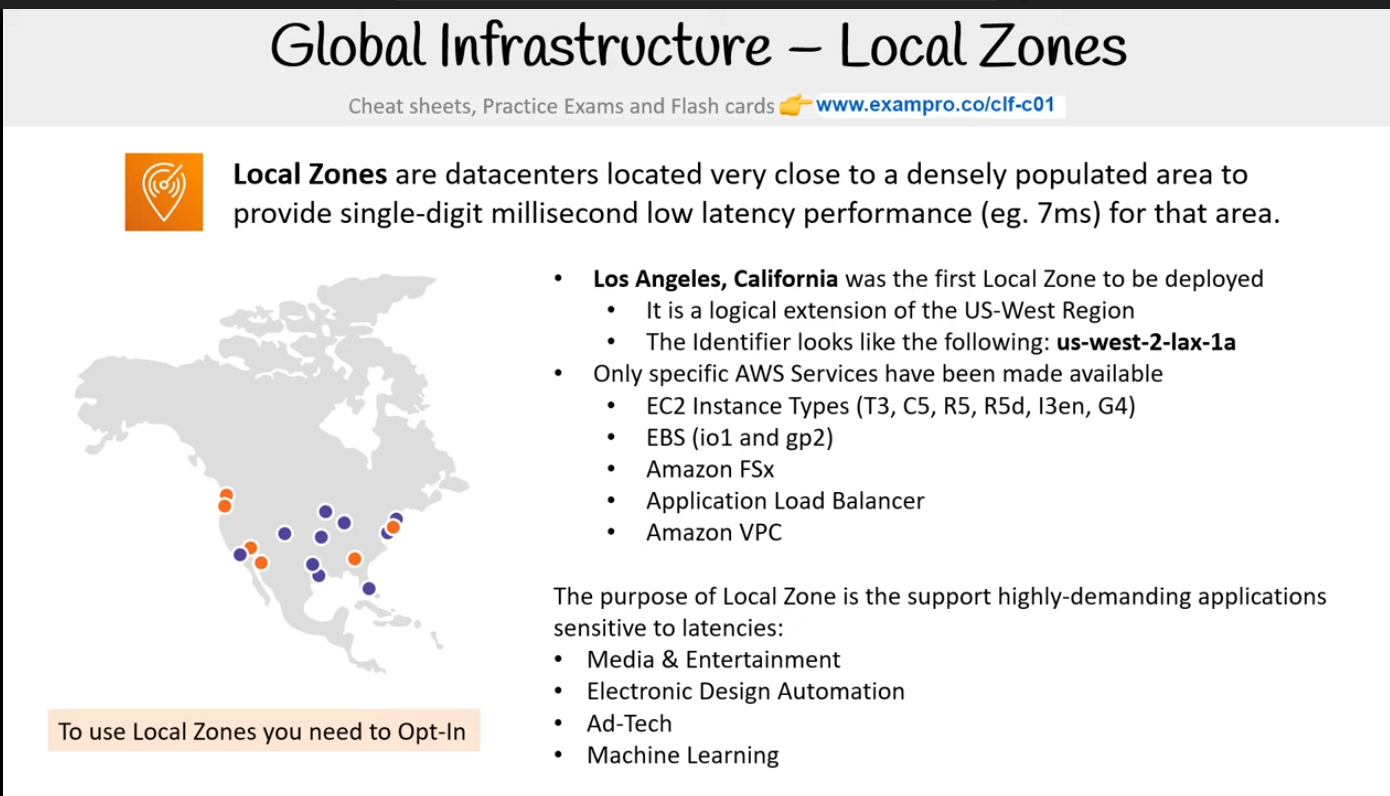 Global Infrastructure – Local Zones
Cheat sheets, Practice Exams and Flash cards 👉 www.exampro.co/clf-c01
Local Zones are datacenters located very close to a densely populated area to
provide single-digit millisecond low latency performance (eg. 7ms) for that area.
• Los Angeles, California was the first Local Zone to be deployed
• It is a logical extension of the US-West Region
• The Identifier looks like the following: us-west-2-lax-1a
• Only specific AWS Services have been made available
• EC2 Instance Types (T3, C5, R5, R5d, I3en, G4)
• EBS (io1 and gp2)
• Amazon FSx
• Application Load Balancer
• Amazon VPC
The purpose of Local Zone is the support highly-demanding applications
sensitive to latencies:
• Media & Entertainment
• Electronic Design Automation
• Ad-Tech
• Machine Learning
To use Local Zones you need to Opt-In